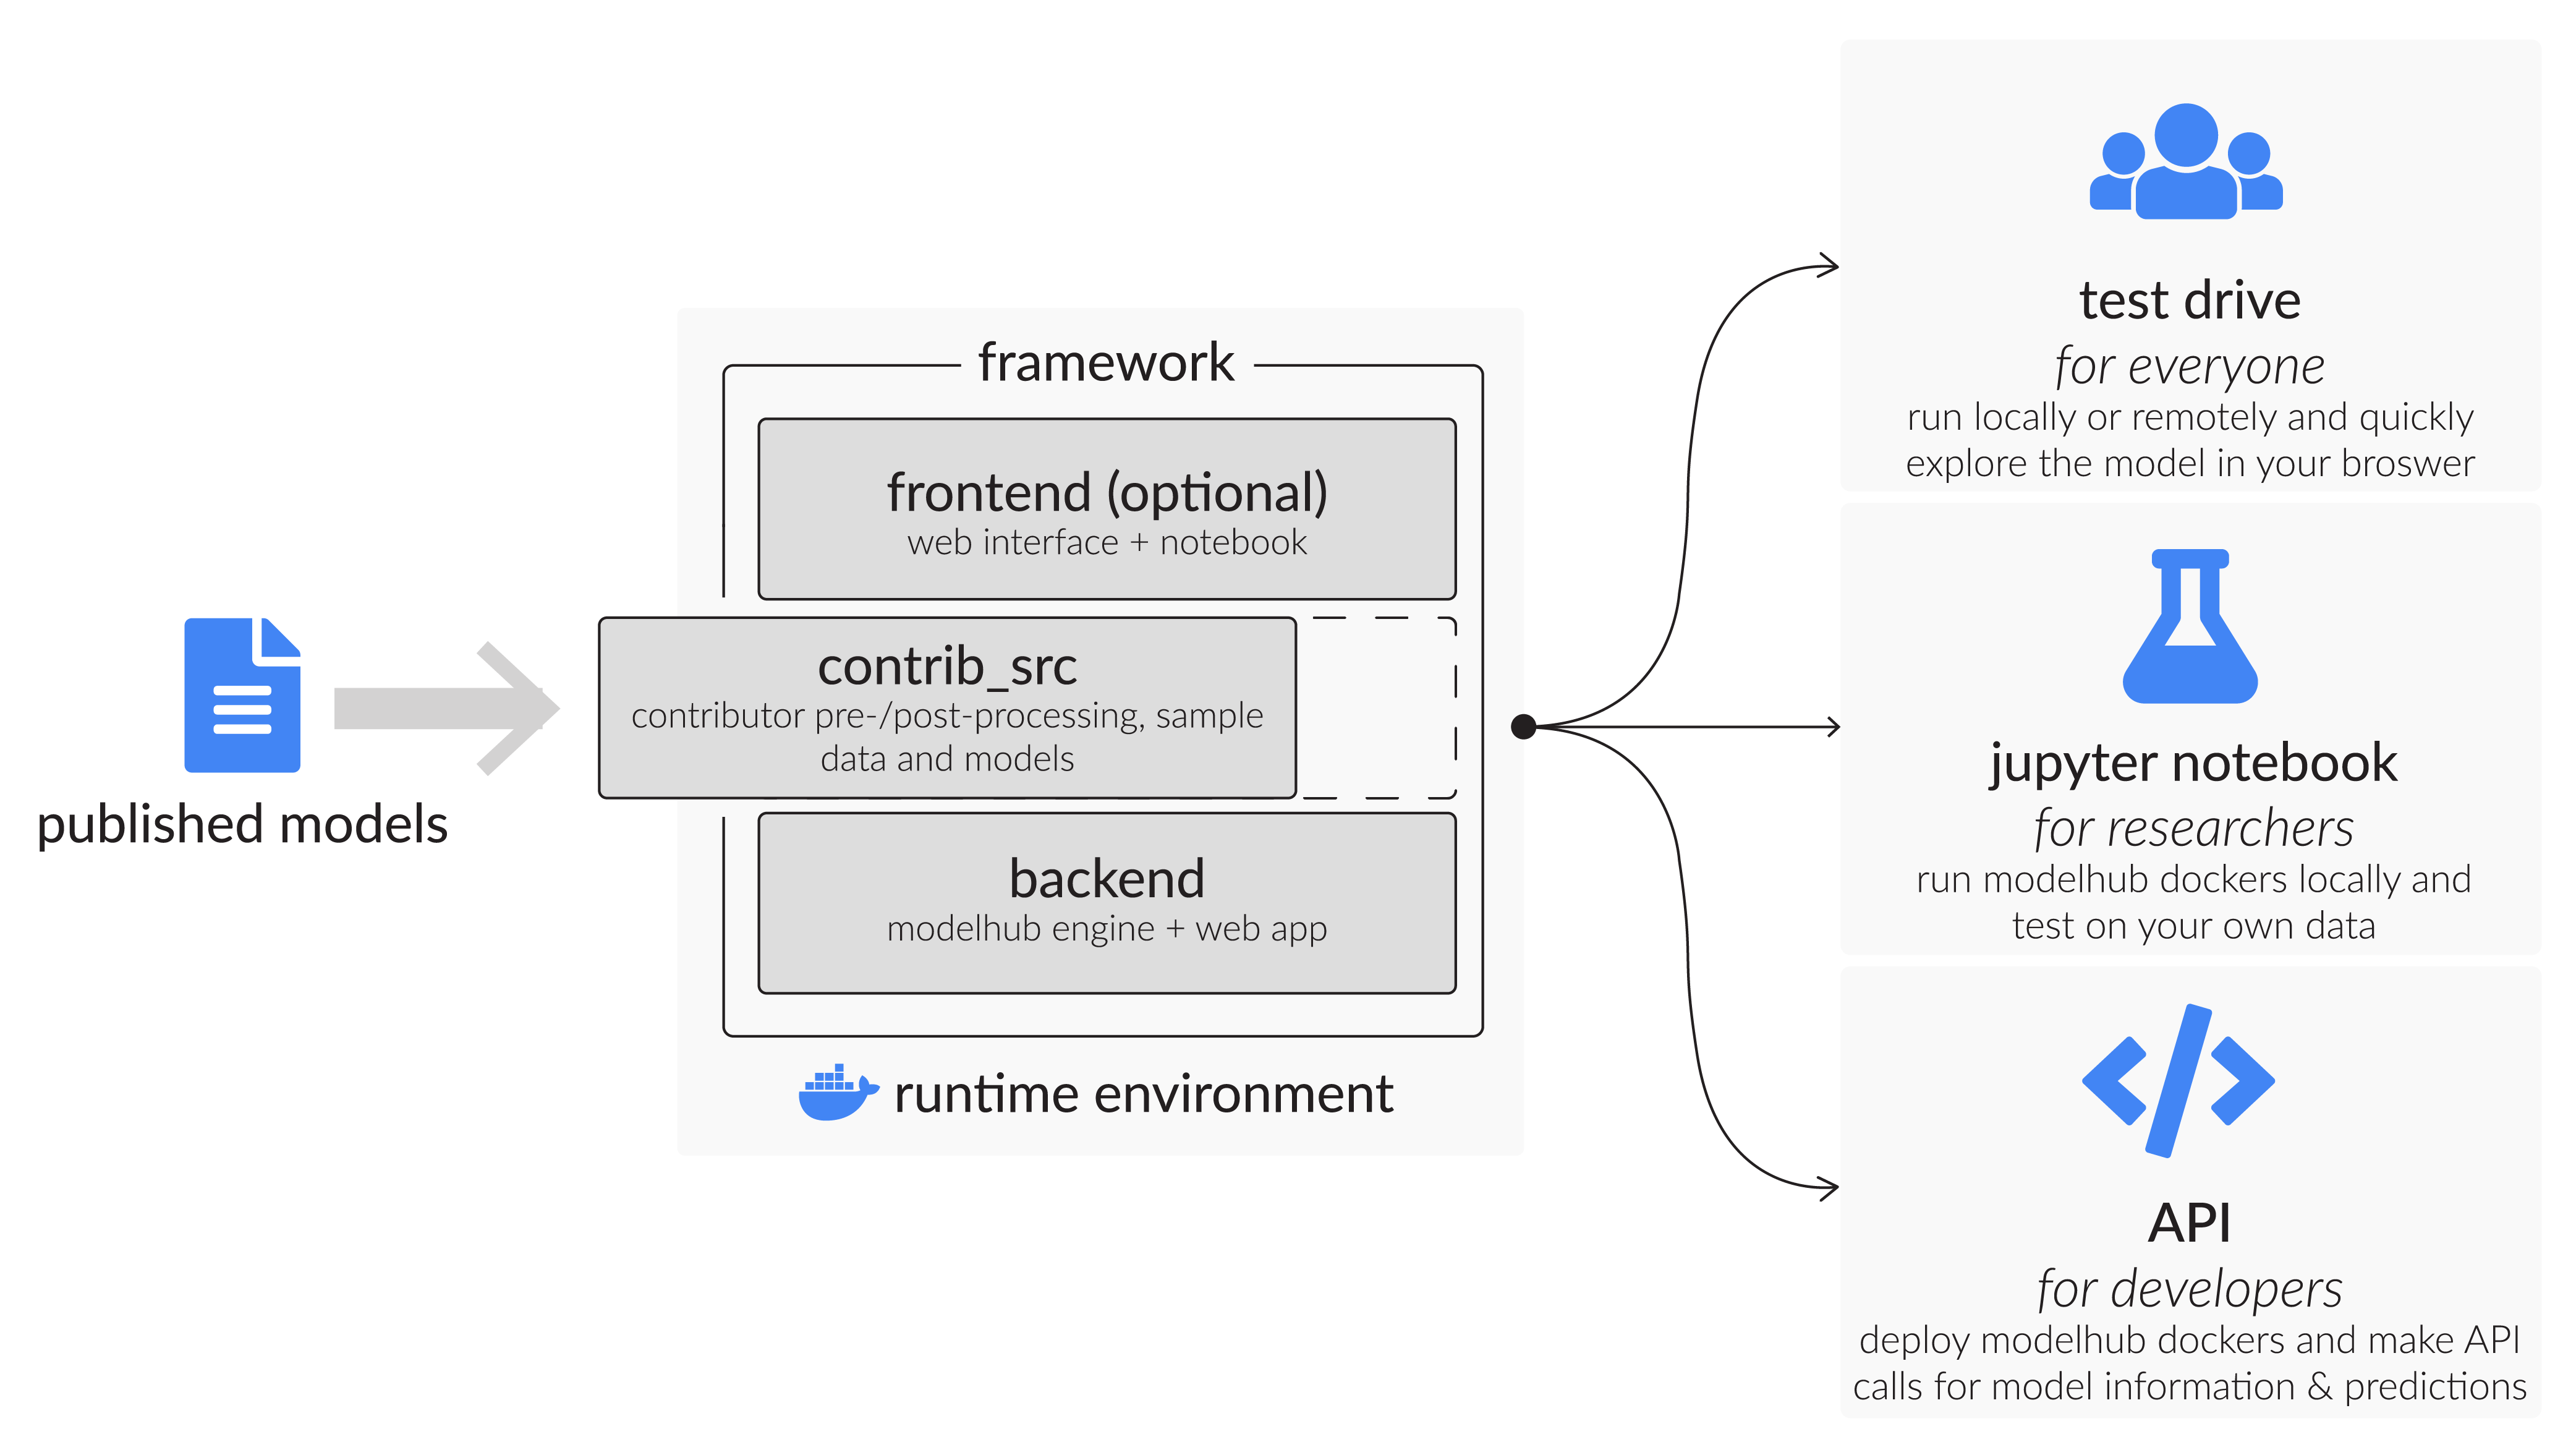 published models
framework
frontend (optional)
web interface + notebook
contrib_src
contributor pre-/post-processing, sample
data and models
backend
modelhub engine + web app
runtime environment
test drive
for everyone
run locally or remotely and quickly
explore the model in your broswer
jupyter notebook
for researchers
run modelhub dockers locally and
test on your own data
API
for developers
deploy modelhub dockers and make API
calls for model information & predictions